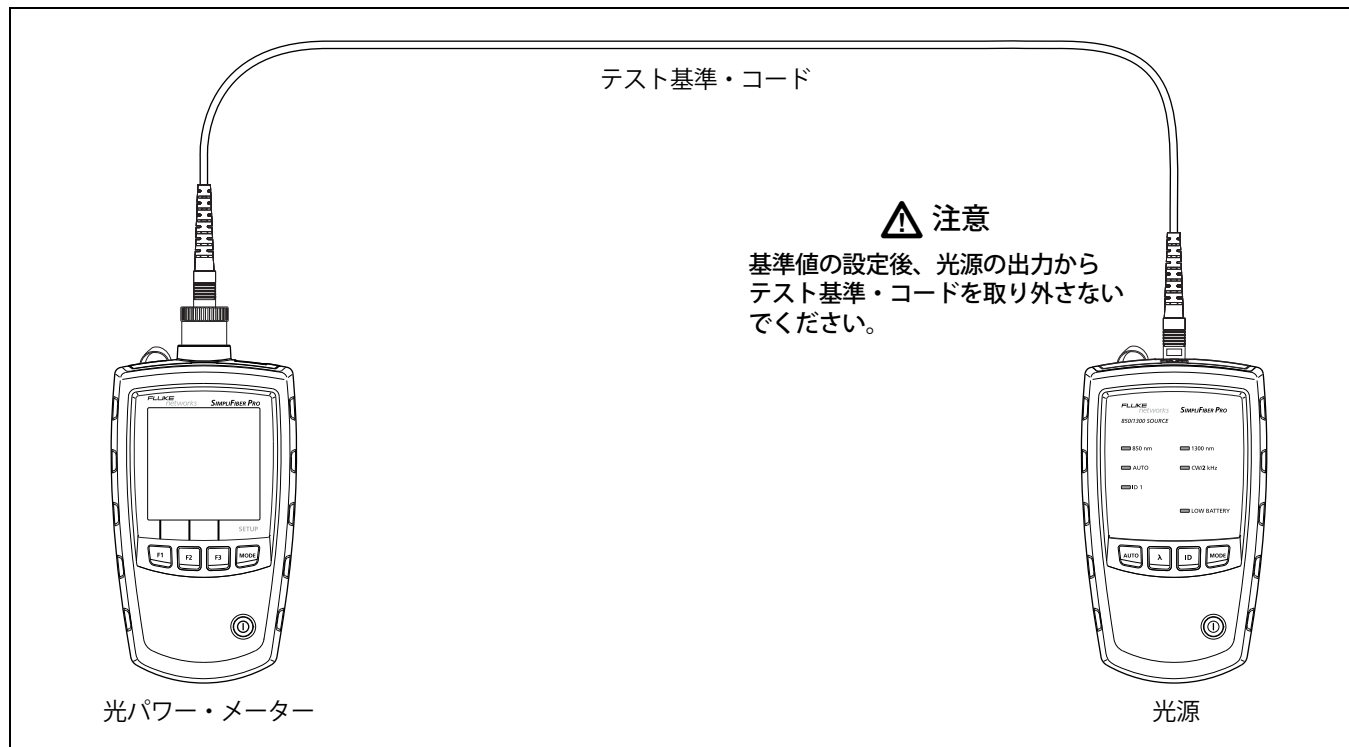 テスト基準・コード
注意
基準値の設定後、光源の出力から
テスト基準・コードを取り外さない
でください。
FLUKE
networks
SIMPLIFIBER PRO
SETUP
F1
F2
F3
MODE
光パワー・メーター
FLUKE
networks
SIMPLIFIBER PRO
850/1300 SOURCE
850 nm
1300 nm
AUTO
CW/2 kHz
ID 1
LOW BATTERY
AUTO
λ
ID
MODE
光源